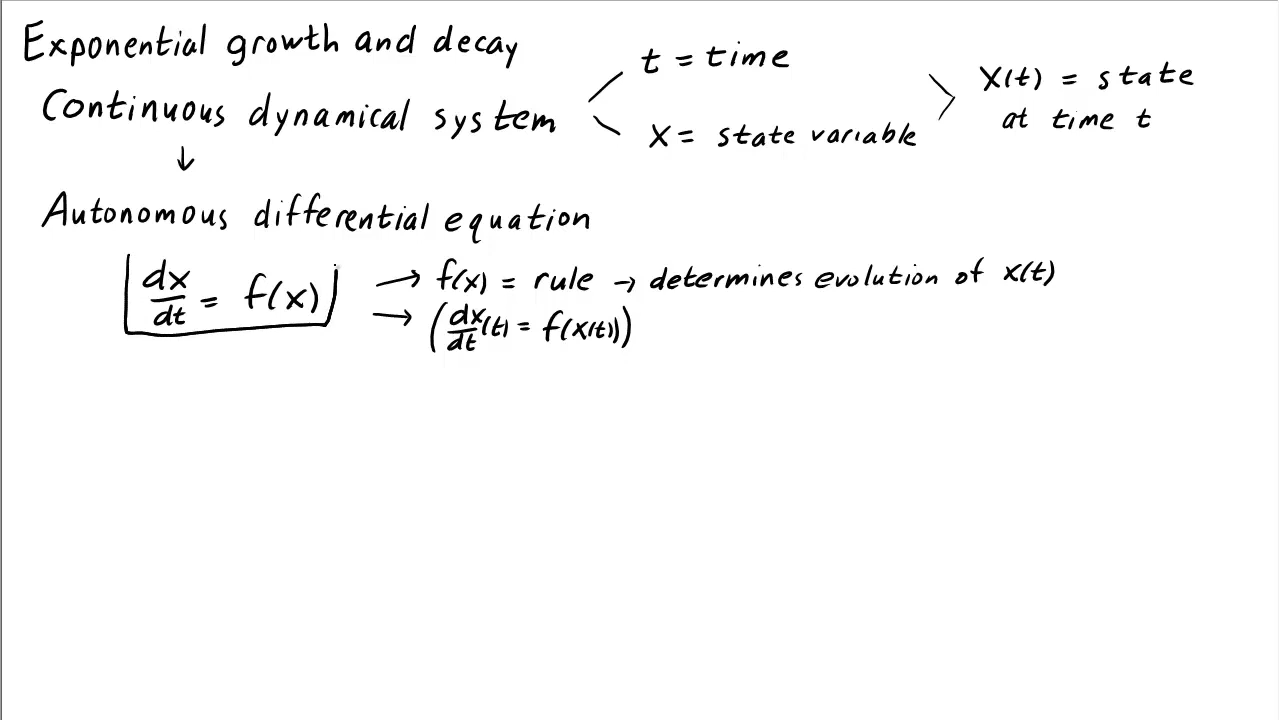 Exponential growth and decay
Continuous dynamical system
t = time
x = state variable
x(t) = state
at time t
↓
Autonomous differential equation
dx/dt = f(x) → f(x) = rule → determines evolution of x(t)
→ (dx/dt(t) = f(x(t)))